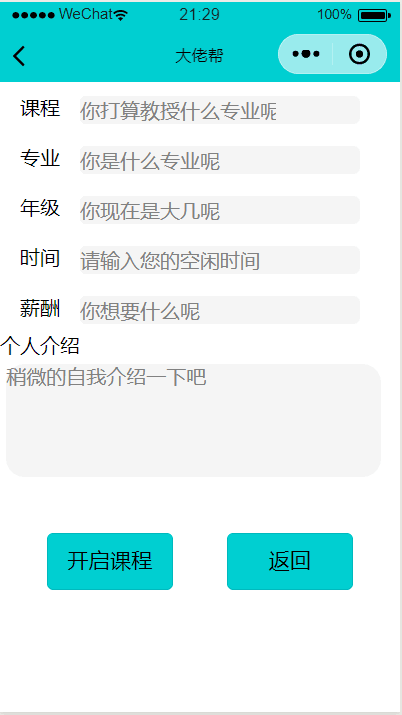 ●●●●● WeChat 21:29 100%
大佬帮
课程 你打算教授什么专业呢
专业 你是什么专业呢
年级 你现在是大几呢
时间 请输入您的空闲时间
薪酬 你想要什么呢
个人介绍
稍微的自我介绍一下吧
开启课程 返回